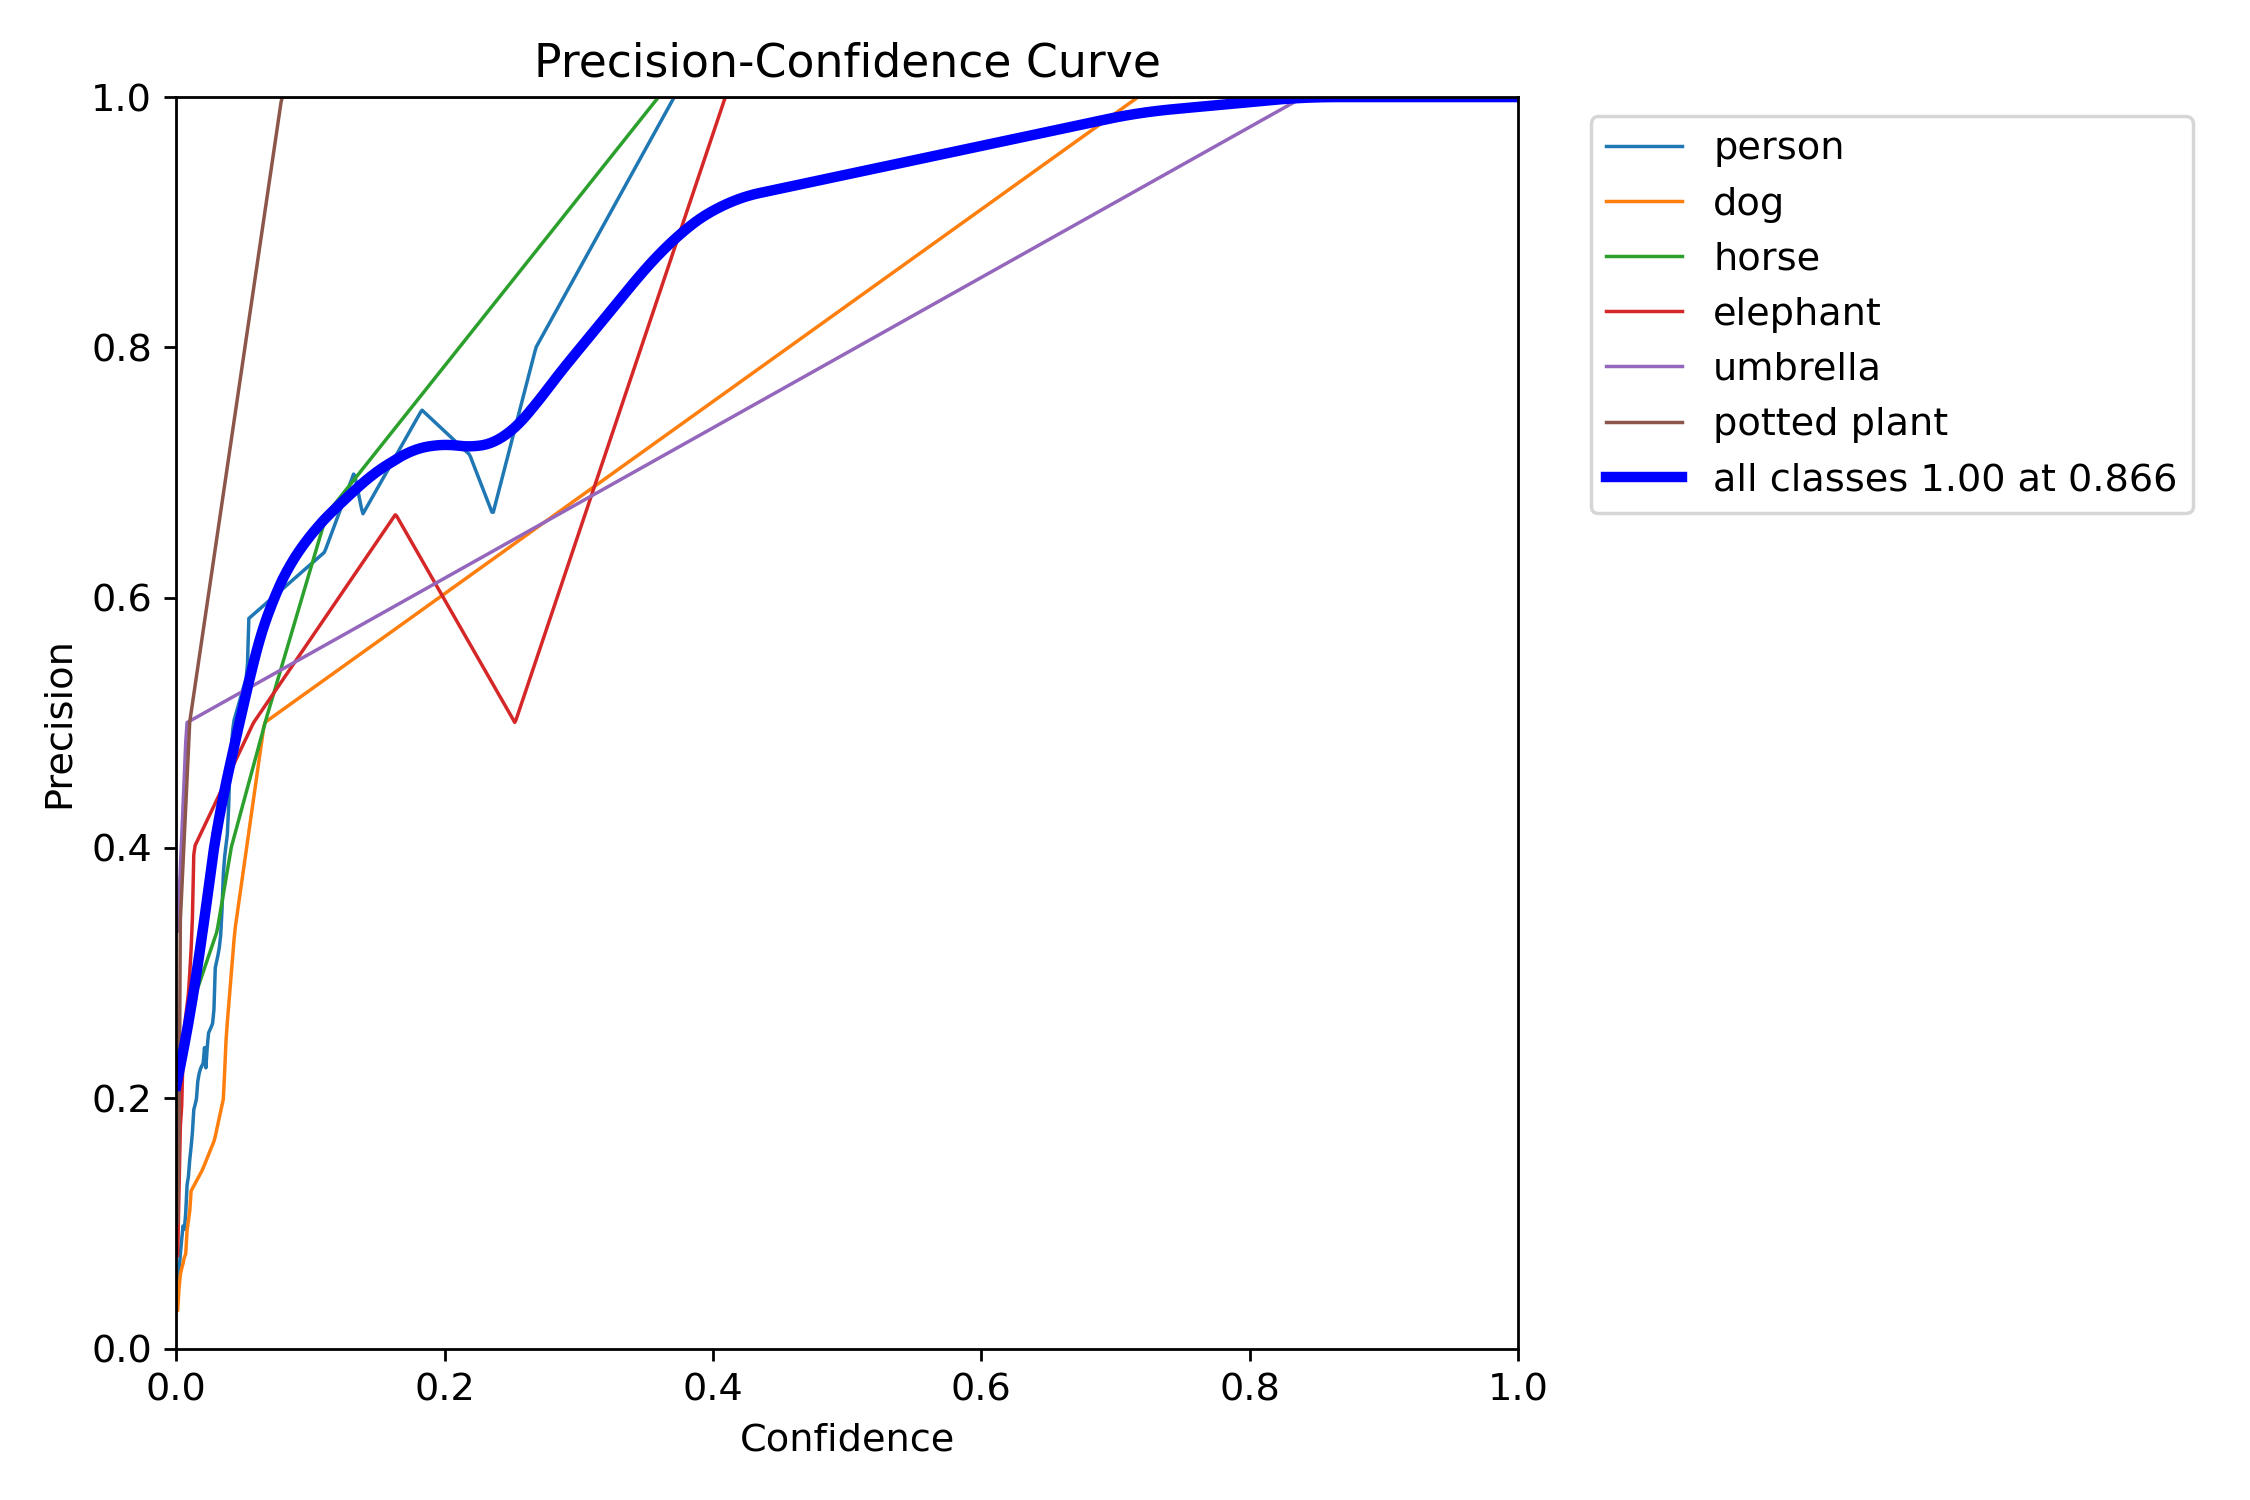 Precision-Confidence Curve
1.0
0.8
0.6
0.4
0.2
0.0
Precision
0.0 0.2 0.4 0.6 0.8 1.0
Confidence
person
dog
horse
elephant
umbrella
potted plant
all classes 1.00 at 0.866